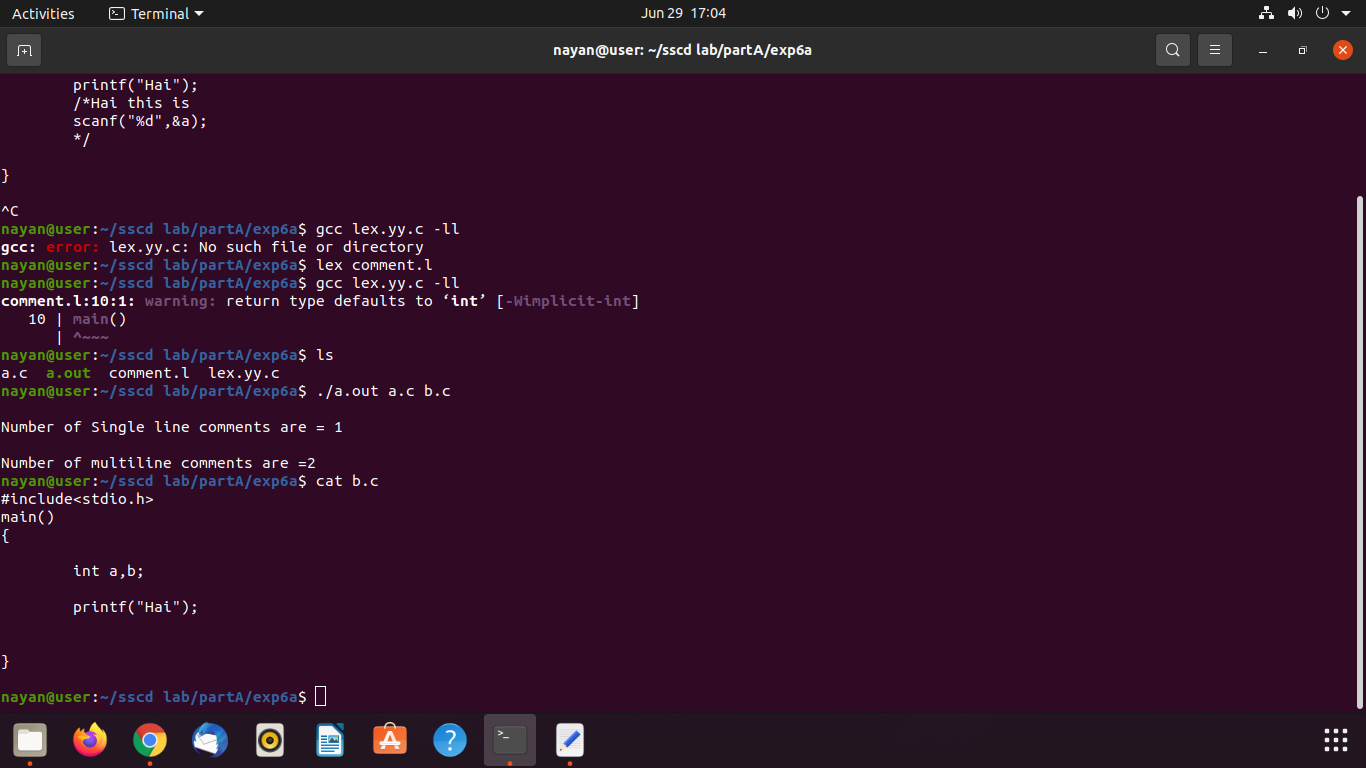 Activities Terminal Jun 29 17:04
nayan@user: ~/sscd lab/partA/exp6a
printf("Hai");
/*Hai this is
scanf("%d",&a);
*/
}
^C
nayan@user:~/sscd lab/partA/exp6a$ gcc lex.yy.c -ll
gcc: error: lex.yy.c: No such file or directory
nayan@user:~/sscd lab/partA/exp6a$ lex comment.l
nayan@user:~/sscd lab/partA/exp6a$ gcc lex.yy.c -ll
comment.l:10:1: warning: return type defaults to ‘int’ [-Wimplicit-int]
10 | main()
| ^~~~
nayan@user:~/sscd lab/partA/exp6a$ ls
a.c a.out comment.l lex.yy.c
nayan@user:~/sscd lab/partA/exp6a$ ./a.out a.c b.c
Number of Single line comments are = 1
Number of multiline comments are =2
nayan@user:~/sscd lab/partA/exp6a$ cat b.c
#include<stdio.h>
main()
{
int a,b;
printf("Hai");
}
nayan@user:~/sscd lab/partA/exp6a$